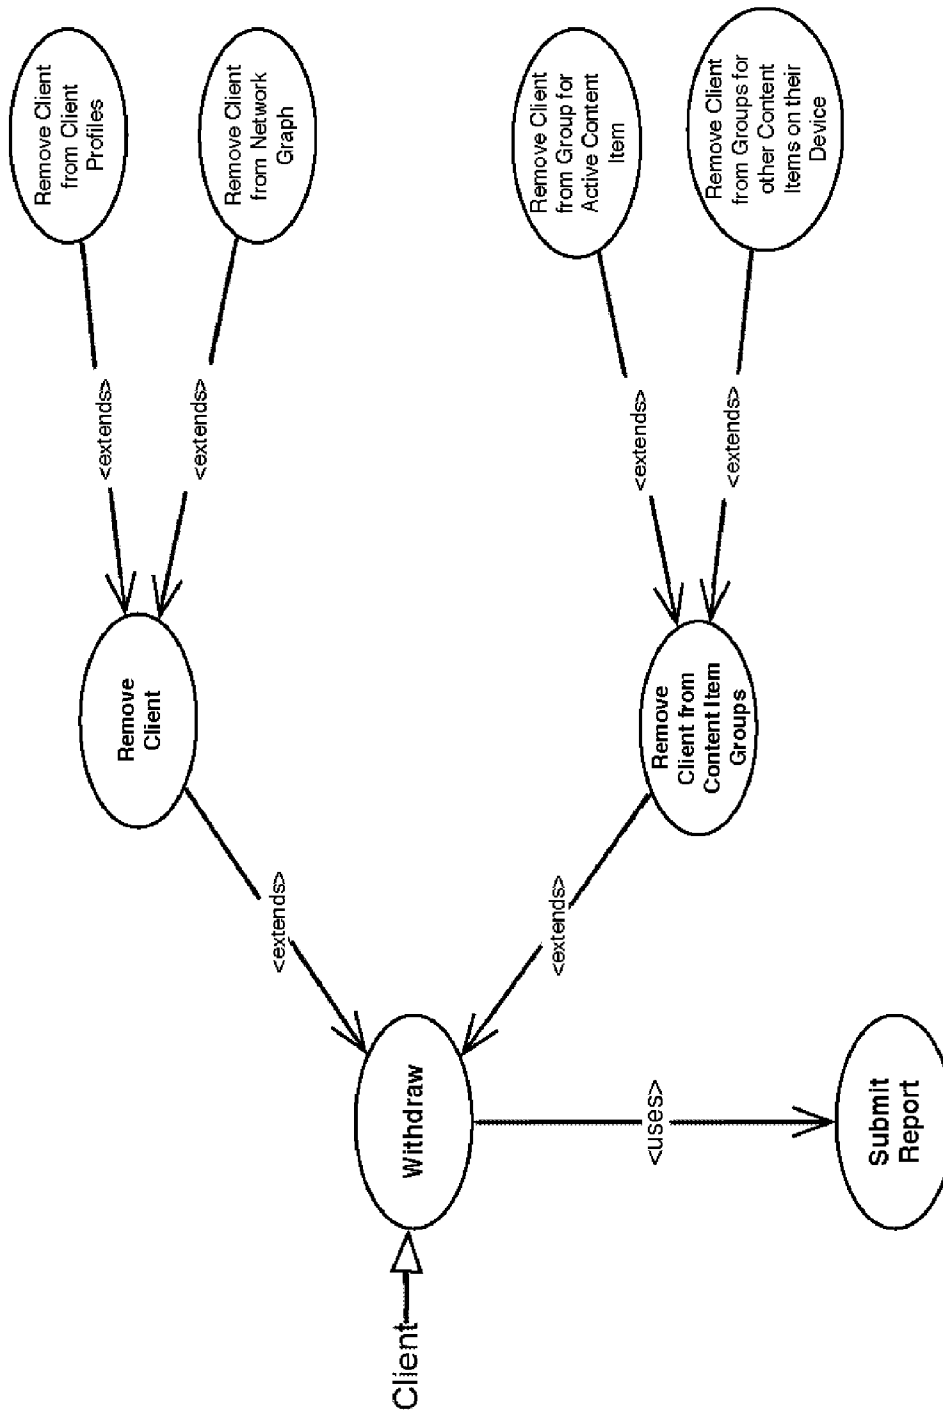 Remove Client
from Client
Profiles
Remove Client
from Network
Graph
Remove Client
from Group for
Active Content
Item
Remove Client
from Groups for
other Content
Items on their
Device
<extends>
<extends>
<extends>
<extends>
Remove
Client
Remove
Client from
Content Item
Groups
<extends>
<extends>
Withdraw
<uses>
Submit
Report
Client